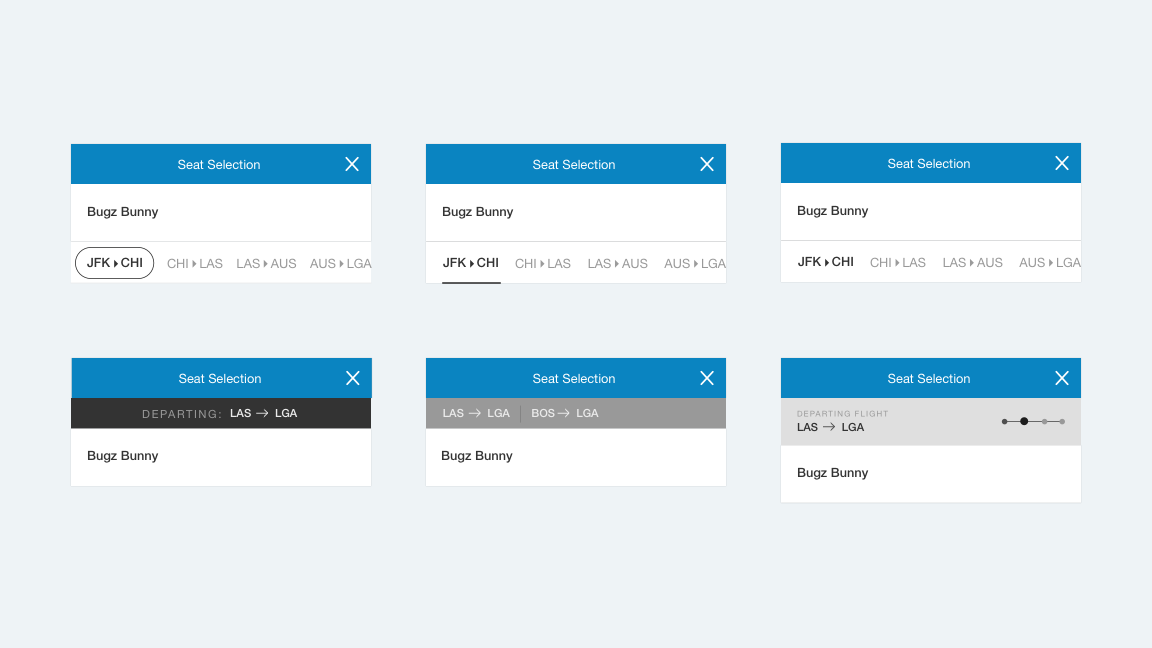 Seat Selection
Bugz Bunny
JFK CHI CHI LAS LAS AUS AUS LGA
Seat Selection
Bugz Bunny
JFK CHI CHI LAS LAS AUS AUS LGA
Seat Selection
Bugz Bunny
JFK CHI CHI LAS LAS AUS AUS LGA
Seat Selection
DEPARTING: LAS → LGA
Bugz Bunny
Seat Selection
LAS → LGA BOS → LGA
Bugz Bunny
Seat Selection
DEPARTING FLIGHT
LAS → LGA
Bugz Bunny